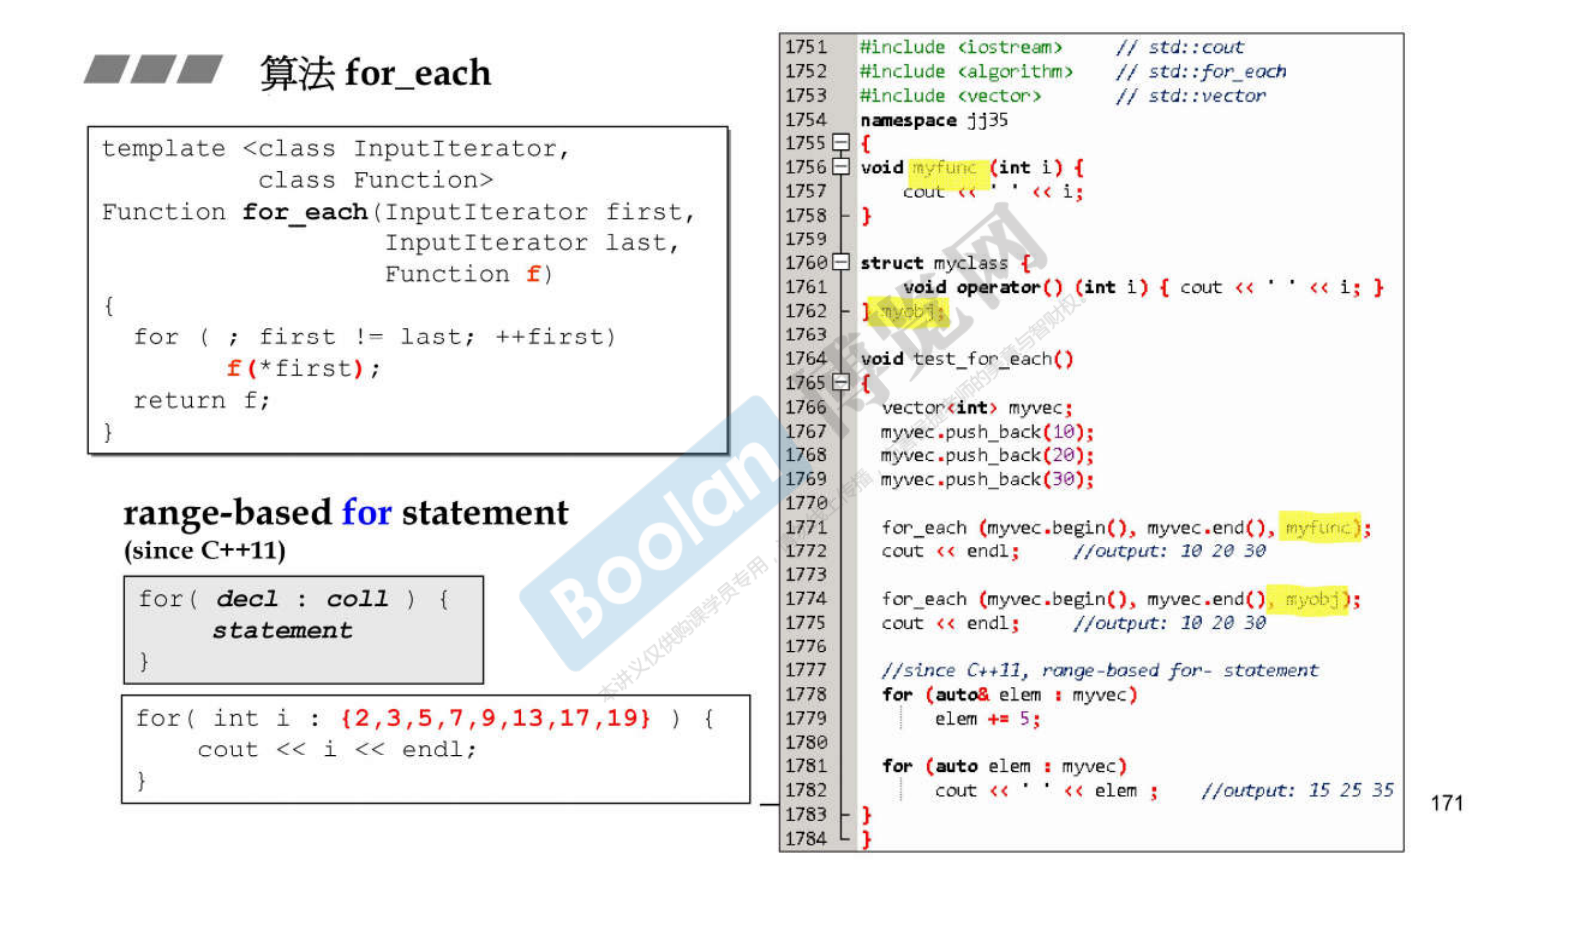 算法 for_each
template <class InputIterator,
class Function>
Function for_each(InputIterator first,
InputIterator last,
Function f)
{
for ( ; first != last; ++first)
f(*first);
return f;
}
range-based for statement
(since C++11)
for( decl : coll ) {
statement
}
for( int i : {2,3,5,7,9,13,17,19} ) {
cout << i << endl;
}
1751 #include <iostream> // std::cout
1752 #include <algorithm> // std::for_each
1753 #include <vector> // std::vector
1754 namespace jj35
1755 {
1756 void myfunc (int i) {
1757 cout << ' ' << i;
1758 }
1759
1760 struct myclass {
1761 void operator() (int i) { cout << ' ' << i; }
1762 } myobj;
1763
1764 void test_for_each()
1765 {
1766 vector<int> myvec;
1767 myvec.push_back(10);
1768 myvec.push_back(20);
1769 myvec.push_back(30);
1770
1771 for_each (myvec.begin(), myvec.end(), myfunc);
1772 cout << endl; //output: 10 20 30
1773
1774 for_each (myvec.begin(), myvec.end(), myobj);
1775 cout << endl; //output: 10 20 30
1776
1777 //since C++11, range-based for- statement
1778 for (auto& elem : myvec)
1779 elem += 5;
1780
1781 for (auto elem : myvec)
1782 cout << ' ' << elem ; //output: 15 25 35
1783 }
1784 }
171
Boolan 博览网
本讲义仅供购课学员专用